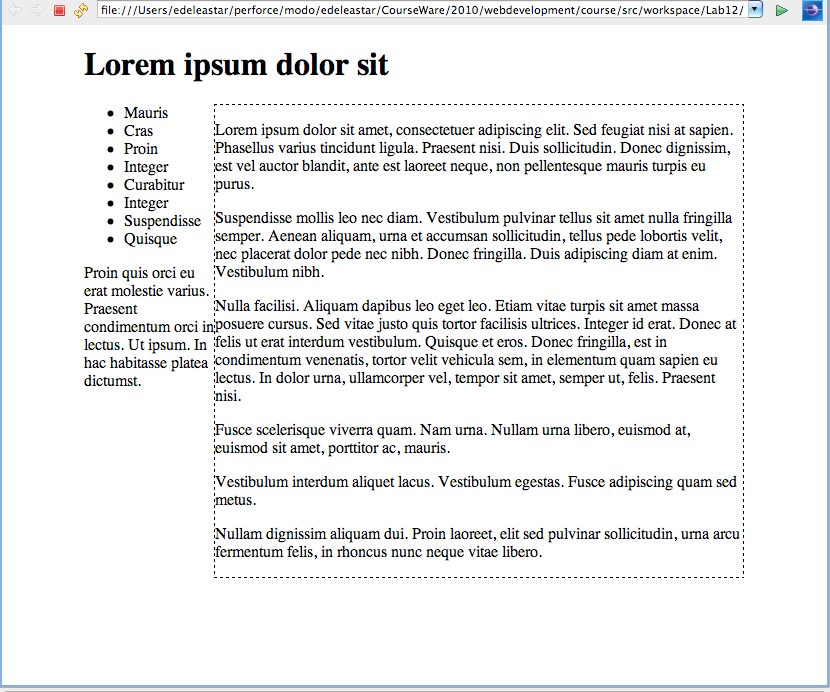 file:///Users/edeleastar/perforce/modo/edeleastar/CourseWare/2010/webdevelopment/course/src/workspace/Lab12/
Lorem ipsum dolor sit
Mauris
Cras
Proin
Integer
Curabitur
Integer
Suspendisse
Quisque
Proin quis orci eu
erat molestie varius.
Praesent
condimentum orci in
lectus. Ut ipsum. In
hac habitasse platea
dictumst.
Lorem ipsum dolor sit amet, consectetuer adipiscing elit. Sed feugiat nisi at sapien.
Phasellus varius tincidunt ligula. Praesent nisi. Duis sollicitudin. Donec dignissim,
est vel auctor blandit, ante est laoreet neque, non pellentesque mauris turpis eu
purus.
Suspendisse mollis leo nec diam. Vestibulum pulvinar tellus sit amet nulla fringilla
semper. Aenean aliquam, urna et accumsan sollicitudin, tellus pede lobortis velit,
nec placerat dolor pede nec nibh. Donec fringilla. Duis adipiscing diam at enim.
Vestibulum nibh.
Nulla facilisi. Aliquam dapibus leo eget leo. Etiam vitae turpis sit amet massa
posuere cursus. Sed vitae justo quis tortor facilisis ultrices. Integer id erat. Donec at
felis ut erat interdum vestibulum. Quisque et eros. Donec fringilla, est in
condimentum venenatis, tortor velit vehicula sem, in elementum quam sapien eu
lectus. In dolor urna, ullamcorper vel, tempor sit amet, semper ut, felis. Praesent
nisi.
Fusce scelerisque viverra quam. Nam urna. Nullam urna libero, euismod at,
euismod sit amet, porttitor ac, mauris.
Vestibulum interdum aliquet lacus. Vestibulum egestas. Fusce adipiscing quam sed
metus.
Nullam dignissim aliquam dui. Proin laoreet, elit sed pulvinar sollicitudin, urna arcu
fermentum felis, in rhoncus nunc neque vitae libero.